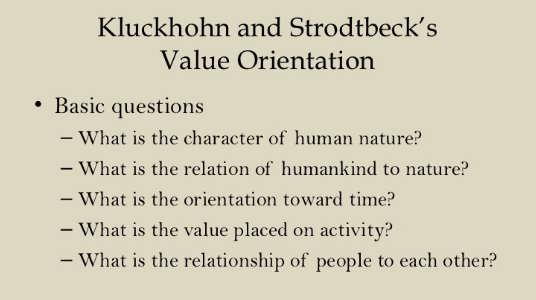 Kluckhohn and Strodtbeck's
Value Orientation
• Basic questions
– What is the character of human nature?
– What is the relation of humankind to nature?
– What is the orientation toward time?
– What is the value placed on activity?
– What is the relationship of people to each other?